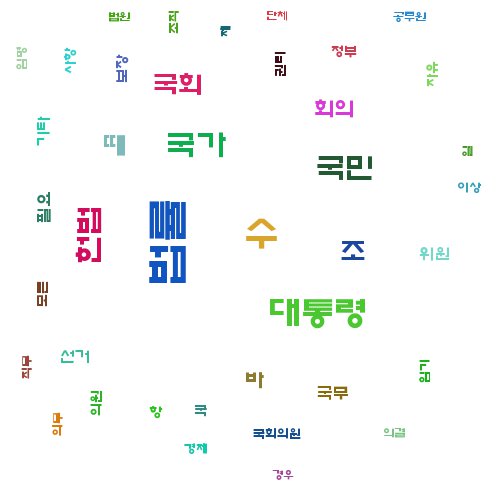 법원
조직
단체
공무원
제
임명
사항
보장
권리
정부
자유
국회
회의
기타
때
국가
국민
이상
필요
헌법
법률
수
조
위원
모든
대통령
직무
선거
임기
바
국무
의원
의무
항
국
국회의원
의결
경제
경우